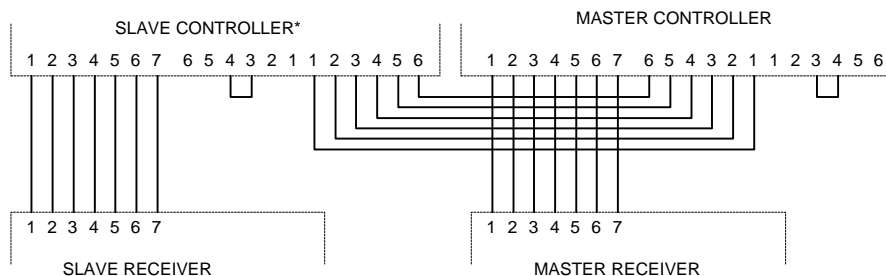 SLAVE CONTROLLER*
MASTER CONTROLLER
1 2 3 4 5 6 7 6 5 4 3 2 1 1 2 3 4 5 6
1 2 3 4 5 6 7 6 5 4 3 2 1 1 2 3 4 5 6
1 2 3 4 5 6 7
1 2 3 4 5 6 7
SLAVE RECEIVER
MASTER RECEIVER